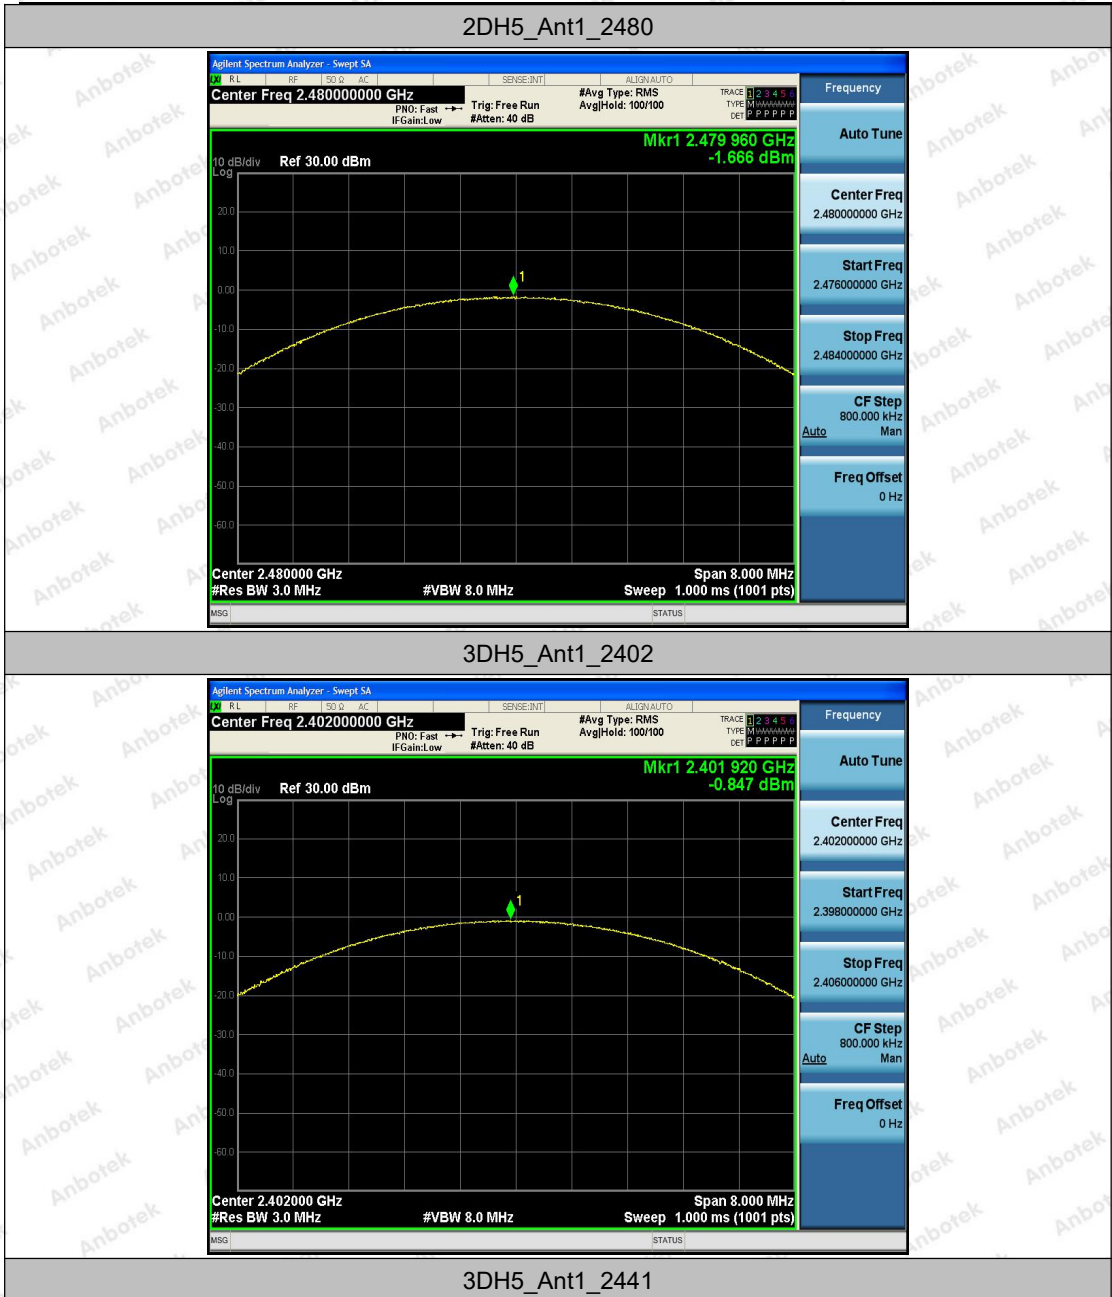 2DH5_Ant1_2480
Agilent Spectrum Analyzer - Swept SA
LXI RL RF 50 Ω AC SENSE:INT ALIGNAUTO
Center Freq 2.480000000 GHz
PNO: Fast Trig: Free Run #Avg Type: RMS TRACE 1 2 3 4 5 6
IFGain:Low #Atten: 40 dB Avg|Hold: 100/100 TYPE M
DET P P P P P P
Mkr1 2.479 960 GHz
-1.666 dBm
10 dB/div Ref 30.00 dBm
Log
20.0
10.0
0.00
-10.0
-20.0
-30.0
-40.0
-50.0
-60.0
1
Center 2.480000 GHz Span 8.000 MHz
#Res BW 3.0 MHz #VBW 8.0 MHz Sweep 1.000 ms (1001 pts)
MSG STATUS
Frequency
Auto Tune
Center Freq
2.480000000 GHz
Start Freq
2.476000000 GHz
Stop Freq
2.484000000 GHz
CF Step
800.000 kHz
Auto Man
Freq Offset
0 Hz
3DH5_Ant1_2402
Agilent Spectrum Analyzer - Swept SA
LXI RL RF 50 Ω AC SENSE:INT ALIGNAUTO
Center Freq 2.402000000 GHz
PNO: Fast Trig: Free Run #Avg Type: RMS TRACE 1 2 3 4 5 6
IFGain:Low #Atten: 40 dB Avg|Hold: 100/100 TYPE M
DET P P P P P P
Mkr1 2.401 920 GHz
-0.847 dBm
10 dB/div Ref 30.00 dBm
Log
20.0
10.0
0.00
-10.0
-20.0
-30.0
-40.0
-50.0
-60.0
1
Center 2.402000 GHz Span 8.000 MHz
#Res BW 3.0 MHz #VBW 8.0 MHz Sweep 1.000 ms (1001 pts)
MSG STATUS
Frequency
Auto Tune
Center Freq
2.402000000 GHz
Start Freq
2.398000000 GHz
Stop Freq
2.406000000 GHz
CF Step
800.000 kHz
Auto Man
Freq Offset
0 Hz
3DH5_Ant1_2441